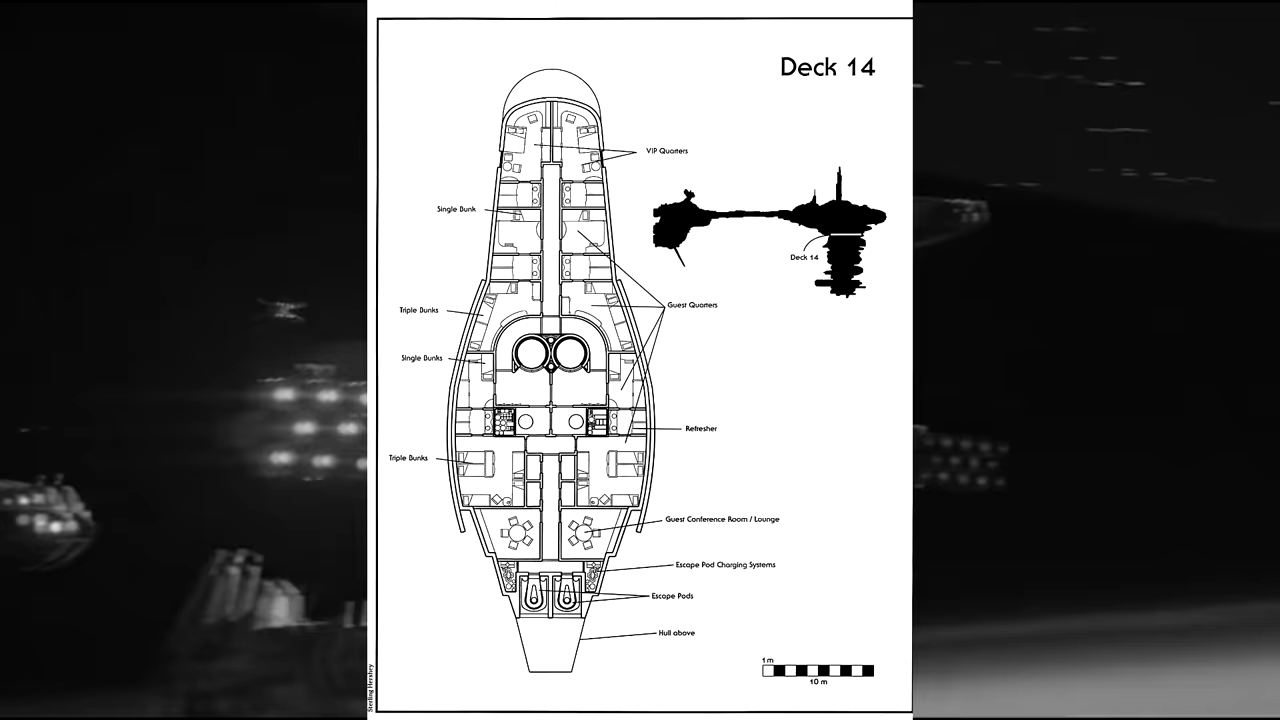 Deck 14
VIP Quarters
Single Bunk
Deck 14
Guest Quarters
Triple Bunks
Single Bunks
Refresher
Triple Bunks
Guest Conference Room / Lounge
Escape Pod Charging Systems
Escape Pods
Hull above
1 m
10 m
Sterling Hershey